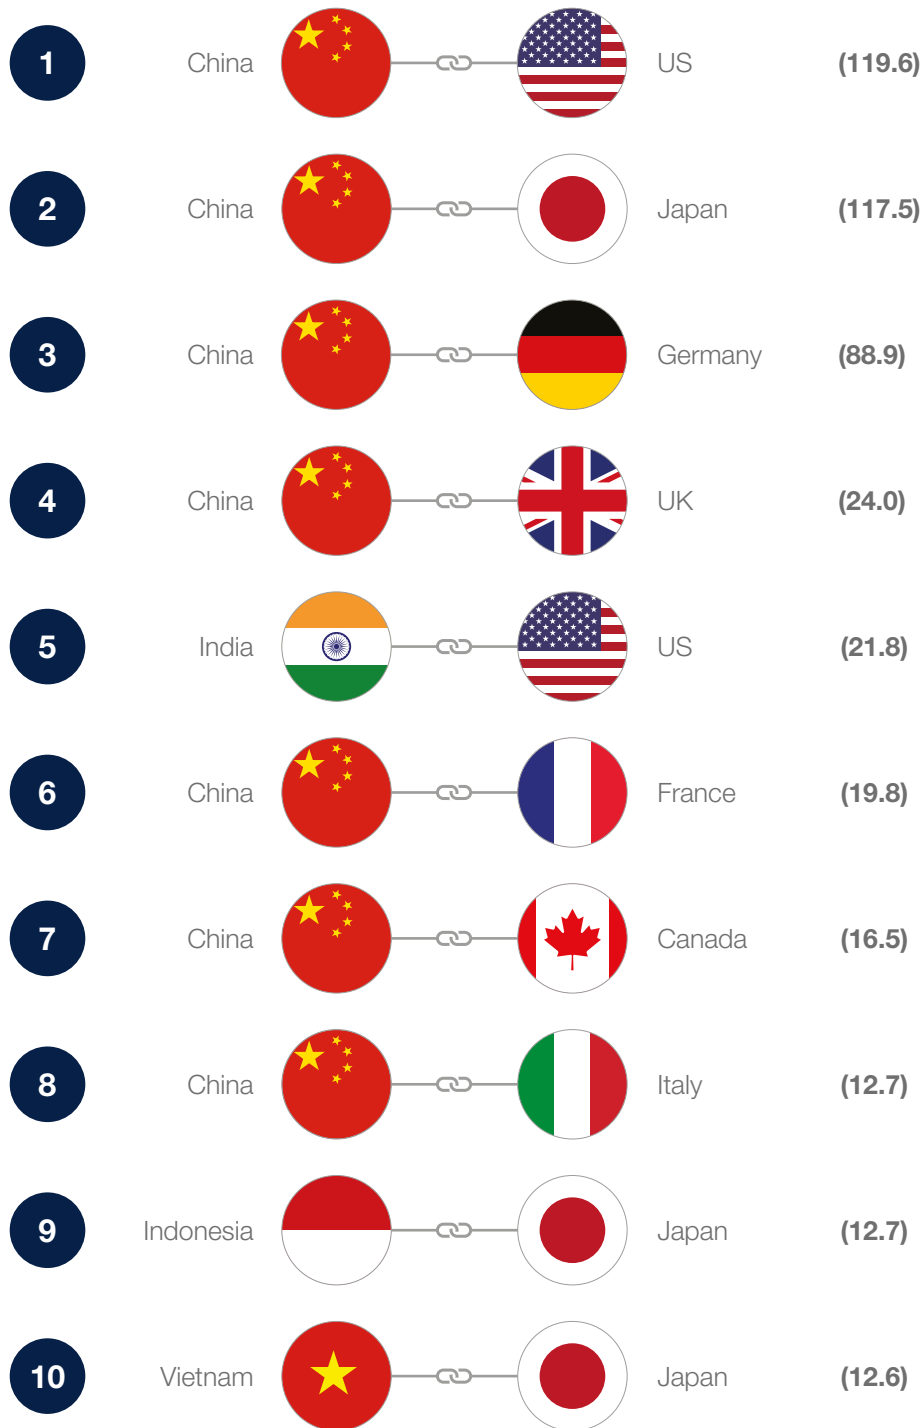 1 China US (119.6)
2 China Japan (117.5)
3 China Germany (88.9)
4 China UK (24.0)
5 India US (21.8)
6 China France (19.8)
7 China Canada (16.5)
8 China Italy (12.7)
9 Indonesia Japan (12.7)
10 Vietnam Japan (12.6)